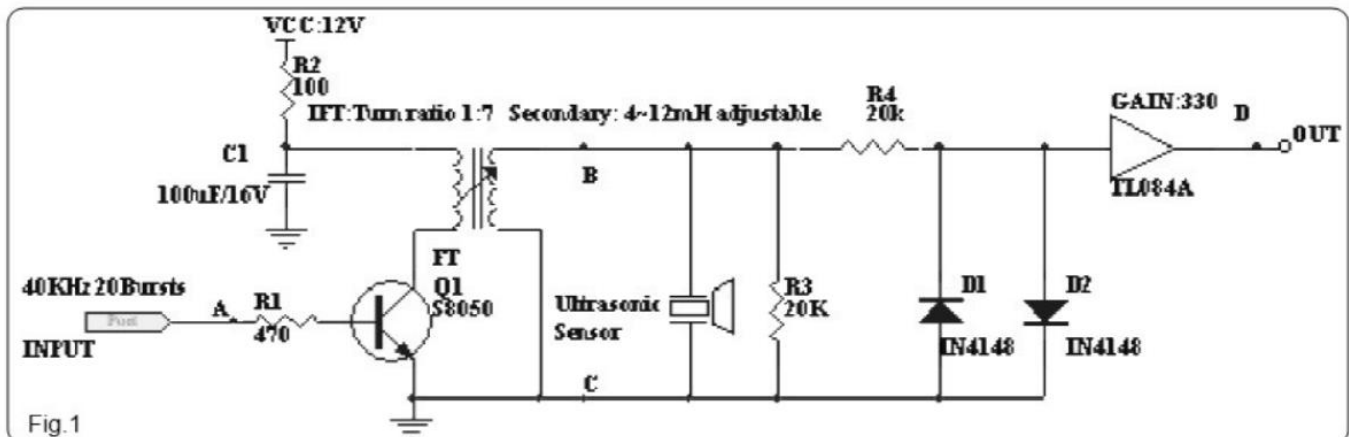 VCC:12V
R2
100
IFT:Turn ratio 1:7 Secondary: 4~12mH adjustable
R4
20k
GAIN:330
D
OUT
C1
100uF/16V
B
TL084A
FT
Q1
S8050
40KHz 20Bursts
A
R1
470
Port
INPUT
Ultrasonic
Sensor
R3
20K
D1
D2
IN4148
IN4148
C
Fig.1